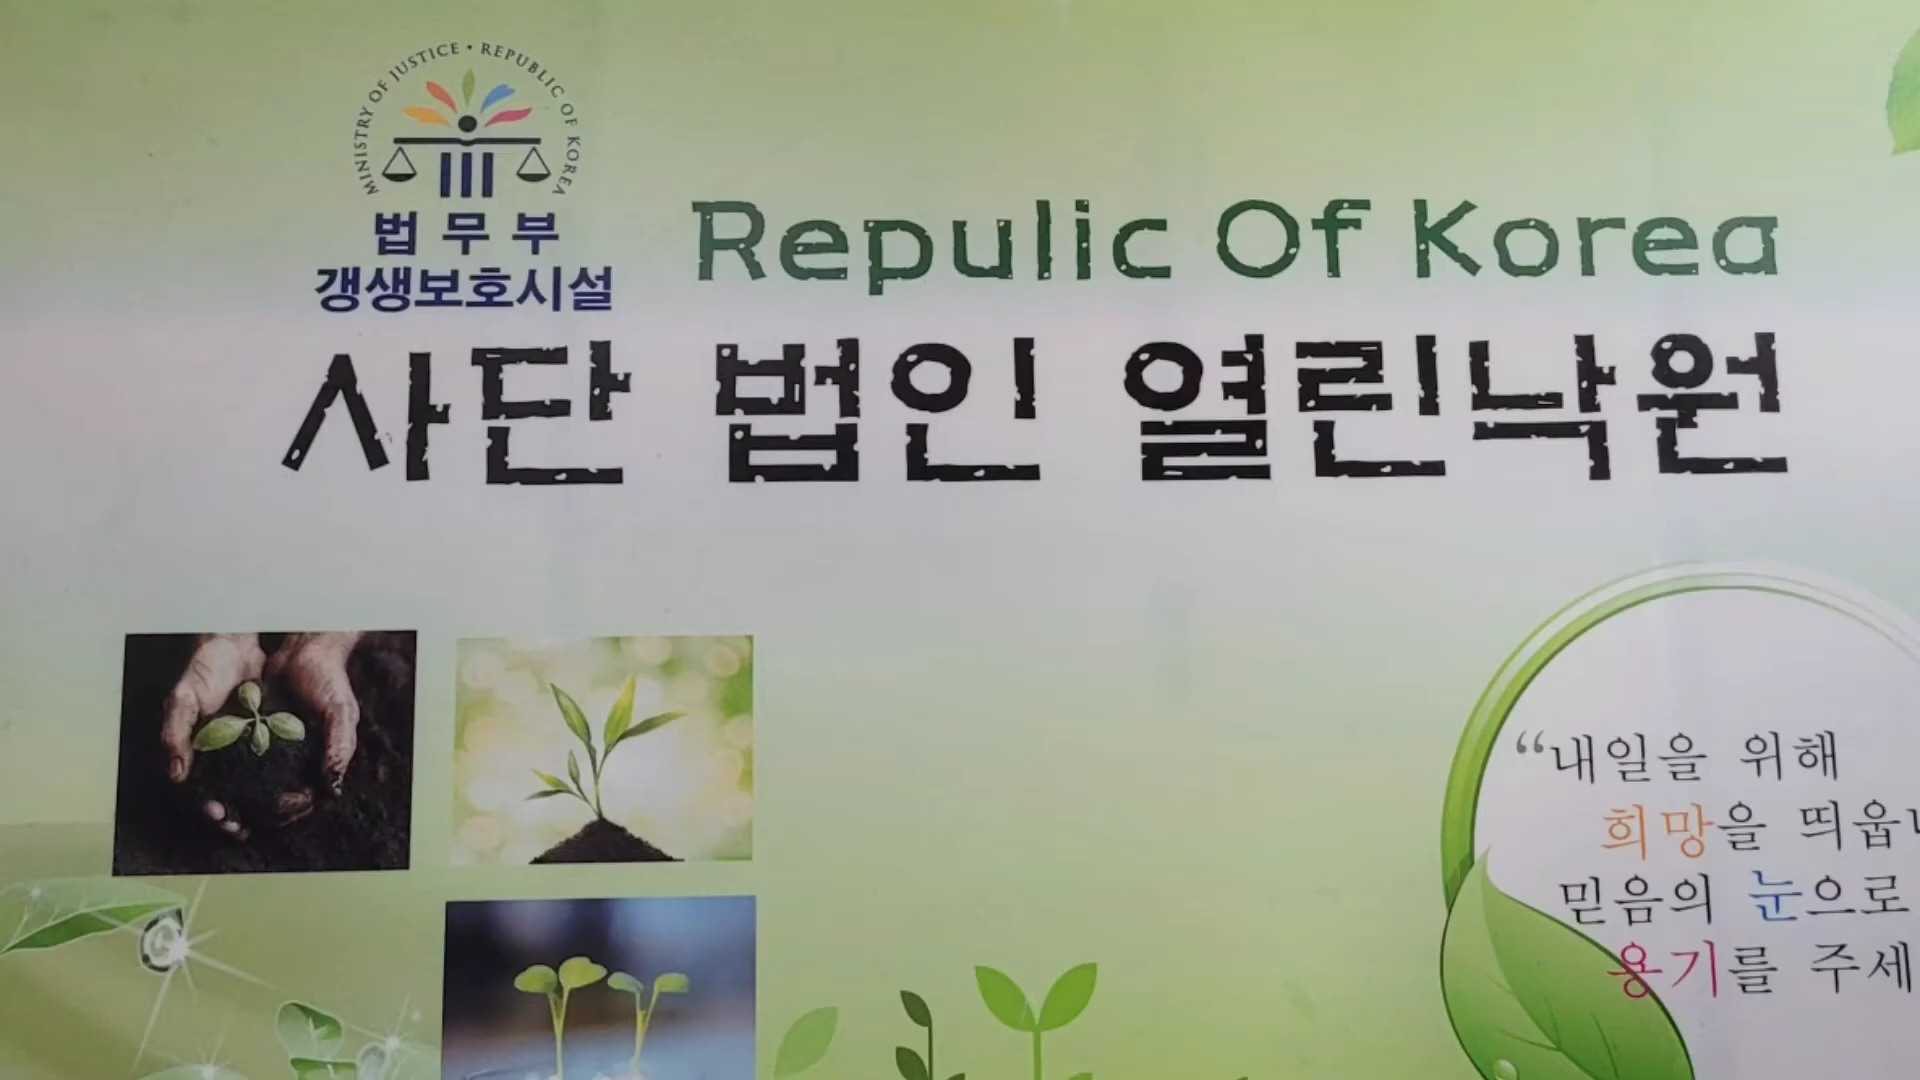 MINISTRY OF JUSTICE • REPUBLIC OF KOREA
법무부
갱생보호시설
Repulic Of Korea
사단 법인 열린낙원
“내일을 위해
희망을 띄웁
믿음의 눈으로
용기를 주세